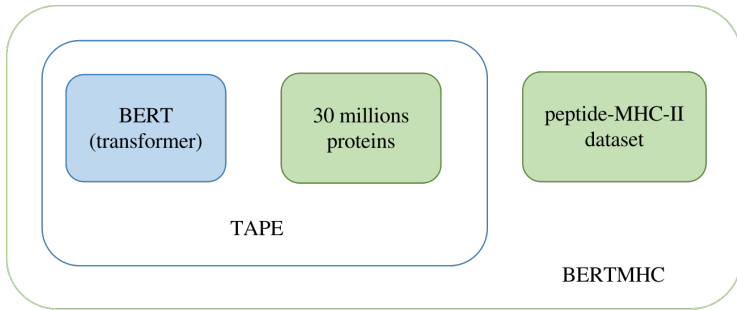 BERT
(transformer)
30 millions
proteins
peptide-MHC-II
dataset
TAPE
BERTMHC